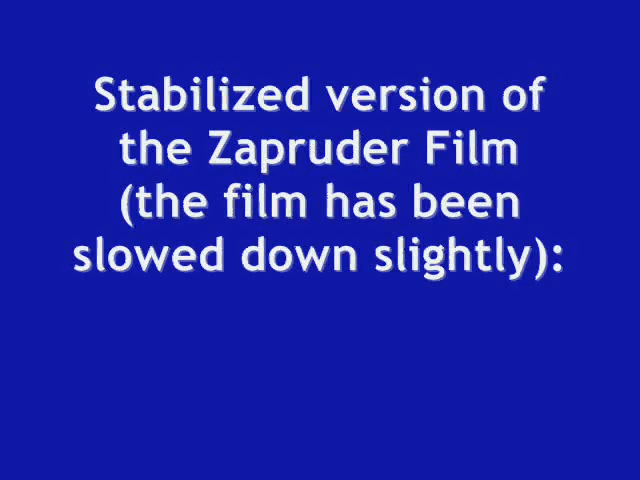 Stabilized version of
the Zapruder Film
(the film has been
slowed down slightly):